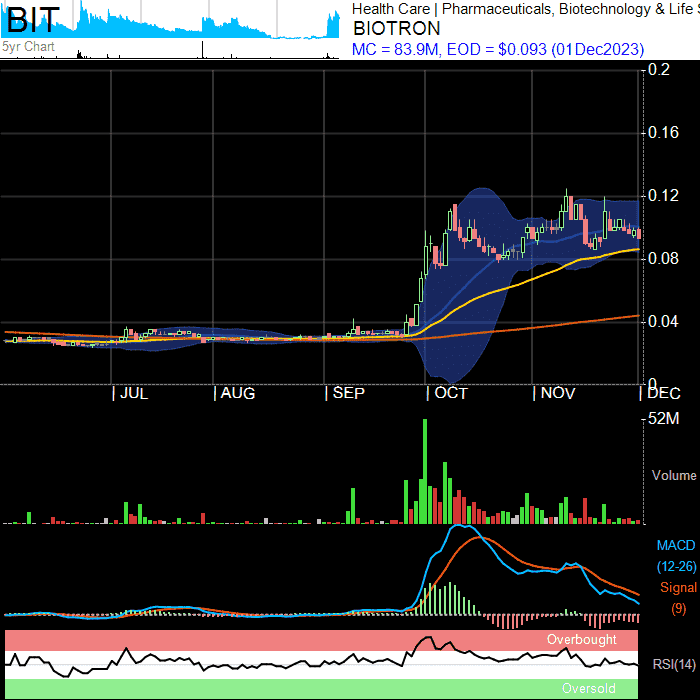 BIT
5yr Chart
Health Care | Pharmaceuticals, Biotechnology & Life S
BIOTRON
MC = 83.9M, EOD = $0.093 (01Dec2023)
0.2
0.16
0.12
0.08
0.04
0
JUL AUG SEP OCT NOV DEC
52M
Volume
MACD
(12-26)
Signal
(9)
Overbought
RSI(14)
Oversold